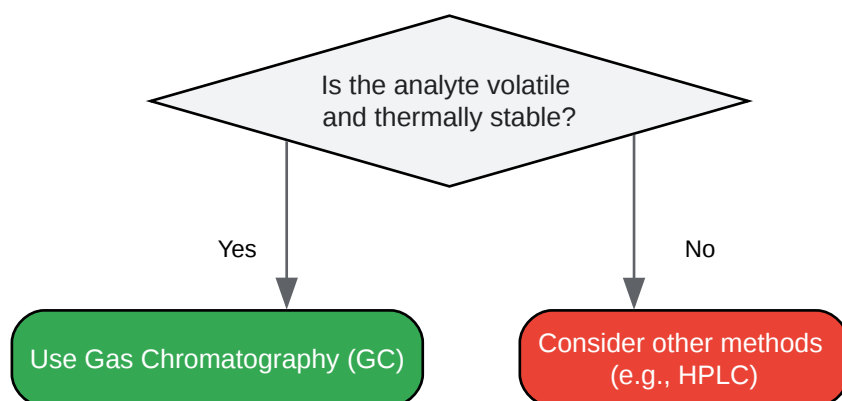 Is the analyte volatile
and thermally stable?
Yes
No
Use Gas Chromatography (GC)
Consider other methods
(e.g., HPLC)